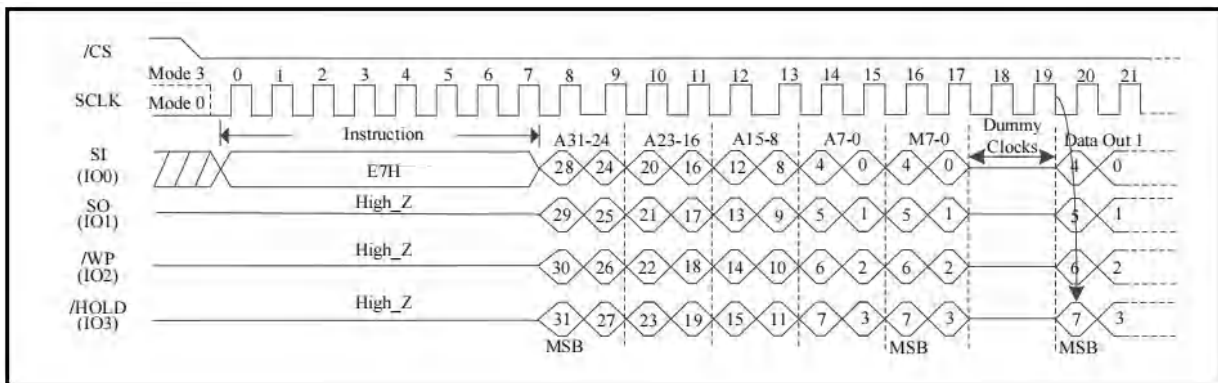 /CS
Mode 3 0 1 2 3 4 5 6 7 8 9 10 11 12 13 14 15 16 17 18 19 20 21
SCLK Mode 0
Instruction A31-24 A23-16 A15-8 A7-0 M7-0 Dummy Clocks Data Out 1
SI (IO0) E7H 28 24 20 16 12 8 4 0 4 0 4 0
SO (IO1) High_Z 29 25 21 17 13 9 5 1 5 1 5 1
/WP (IO2) High_Z 30 26 22 18 14 10 6 2 6 2 6 2
/HOLD (IO3) High_Z 31 27 23 19 15 11 7 3 7 3 7 3
MSB MSB MSB